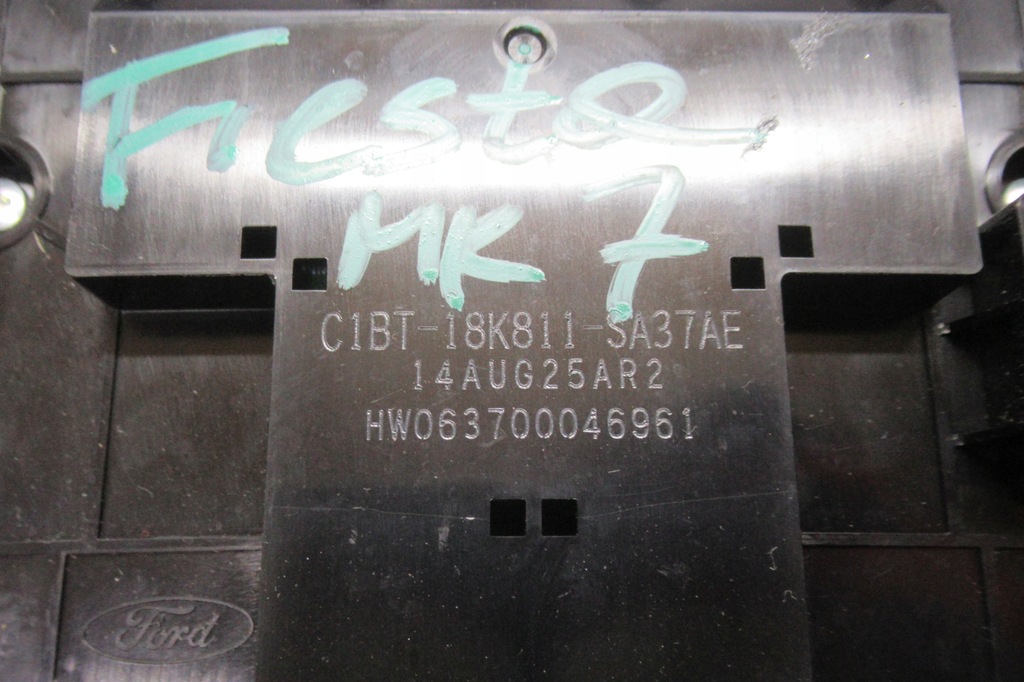 Fiesta
MK 7
C1BT-18K811-SA37AE
14AUG25AR2
HW063700046961
Ford